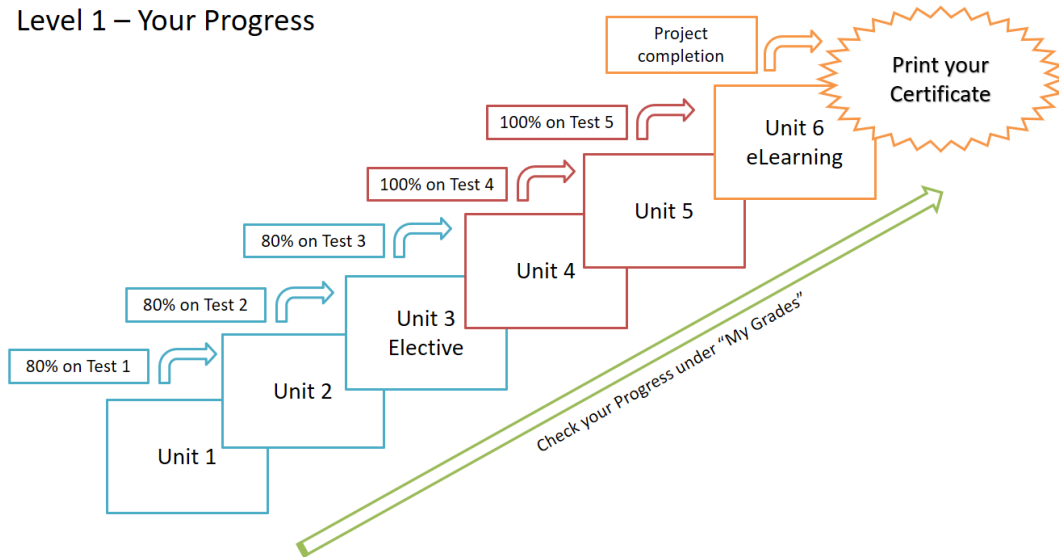 Level 1 – Your Progress
Project
completion
Print your
Certificate
100% on Test 5
Unit 6
eLearning
100% on Test 4
Unit 5
80% on Test 3
Unit 4
80% on Test 2
Unit 3
Elective
80% on Test 1
Unit 2
Unit 1
Check your Progress under “My Grades”